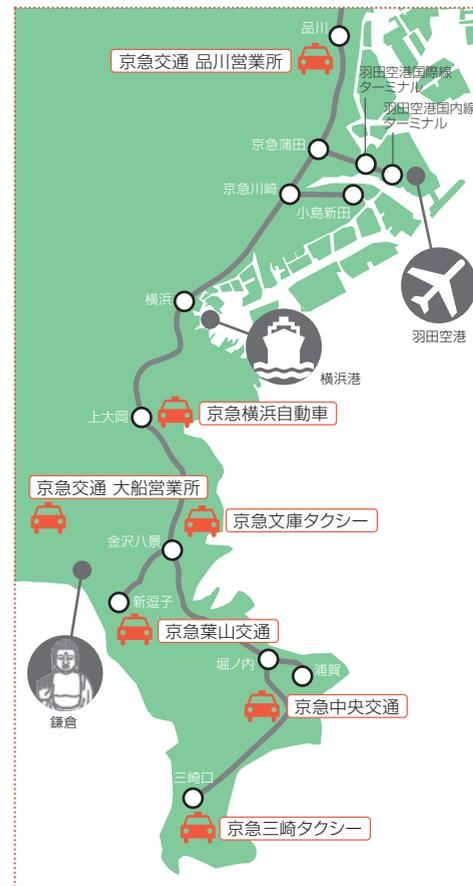 品川
京急交通 品川営業所
羽田空港国際線
ターミナル
羽田空港国内線
ターミナル
京急蒲田
京急川崎
小島新田
横浜
羽田空港
横浜港
上大岡
京急横浜自動車
京急交通 大船営業所
京急文庫タクシー
金沢八景
新逗子
京急葉山交通
堀ノ内
浦賀
鎌倉
京急中央交通
三崎口
京急三崎タクシー